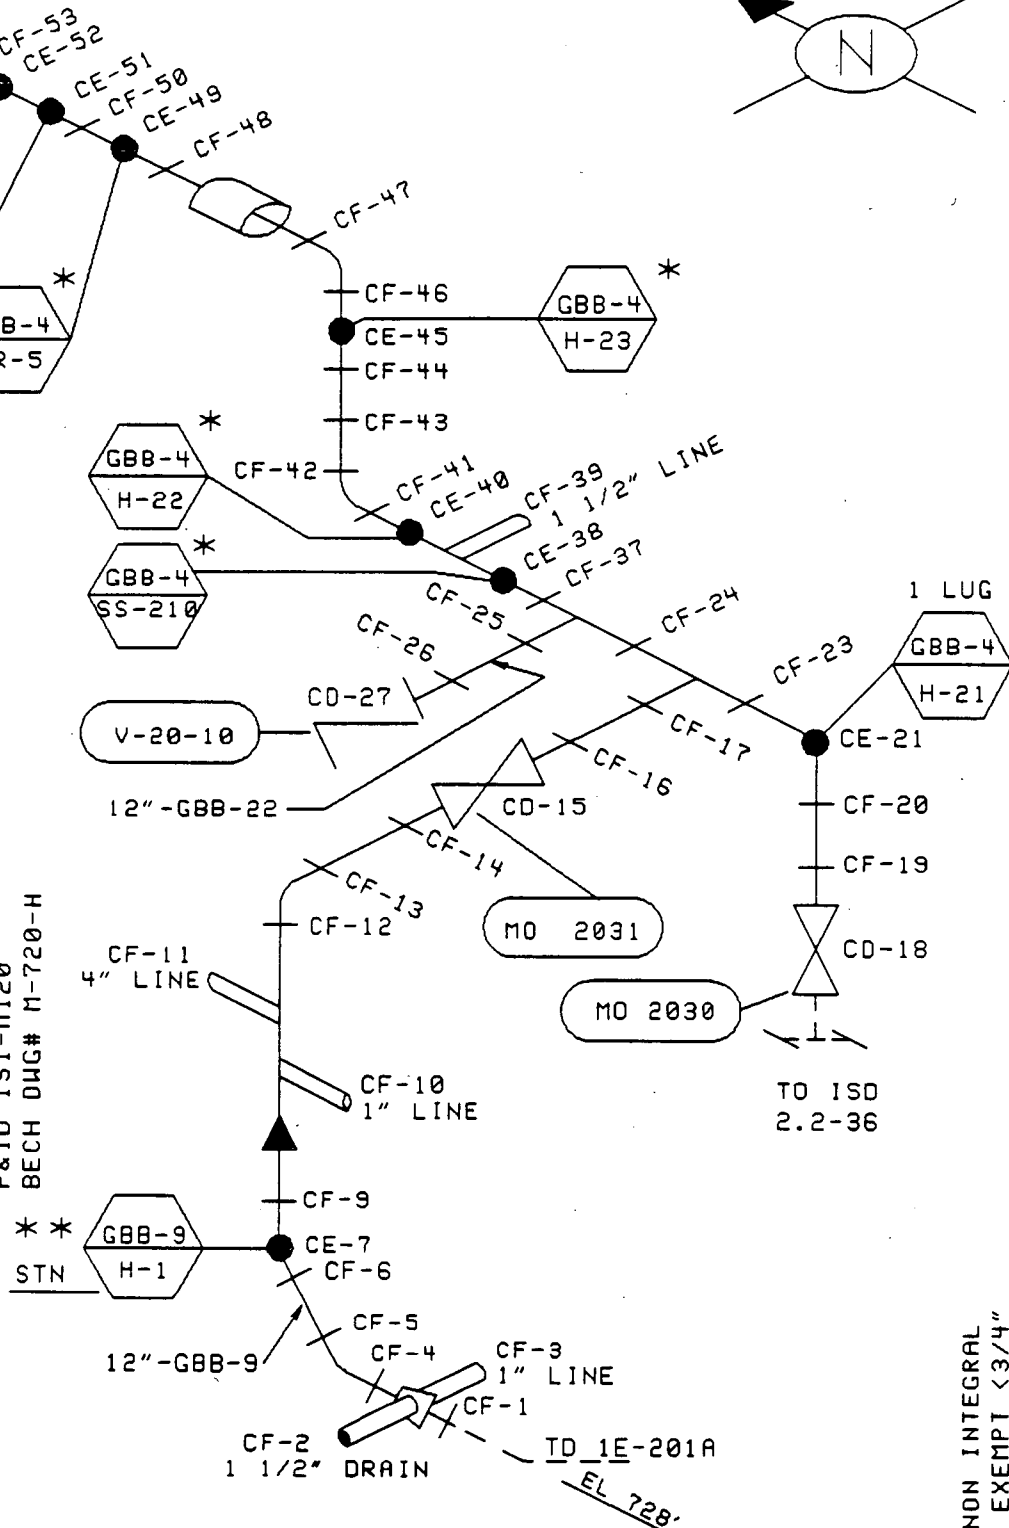 N
CF-53
CE-52
CE-51
CF-50
CE-49
CF-48
CF-47
*
CF-46
CE-45
CF-44
CF-43
CF-42
GBB-4
H-23
*
B-4
R-5
*
GBB-4
H-22
CF-41
CE-40
CF-39
1 1/2" LINE
*
GBB-4
SS-210
CE-38
CF-37
CF-25
CF-26
CF-24
CF-23
1 LUG
GBB-4
H-21
CD-27
V-20-10
CF-17
CE-21
CF-16
12"-GBB-22
CD-15
CF-20
CF-14
CF-19
CF-13
CF-12
MO 2031
CD-18
CF-11
4" LINE
MO 2030
CF-10
1" LINE
TO ISO
2.2-36
BECH DWG# M-720-H
CF-9
* *
GBB-9
H-1
STN
CE-7
CF-6
CF-5
12"-GBB-9
CF-4
CF-3
1" LINE
CF-1
CF-2
1 1/2" DRAIN
TO 1E-201A
EL 728'
NON INTEGRAL
EXEMPT <3/4"